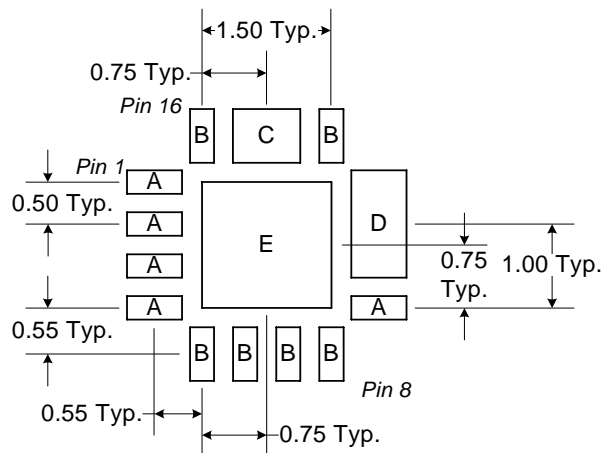 1.50 Typ.
0.75 Typ.
Pin 16
B
C
B
Pin 1
A
0.50 Typ.
A
E
D
A
0.75
Typ.
1.00 Typ.
A
A
0.55 Typ.
B
B
B
B
Pin 8
0.55 Typ.
0.75 Typ.